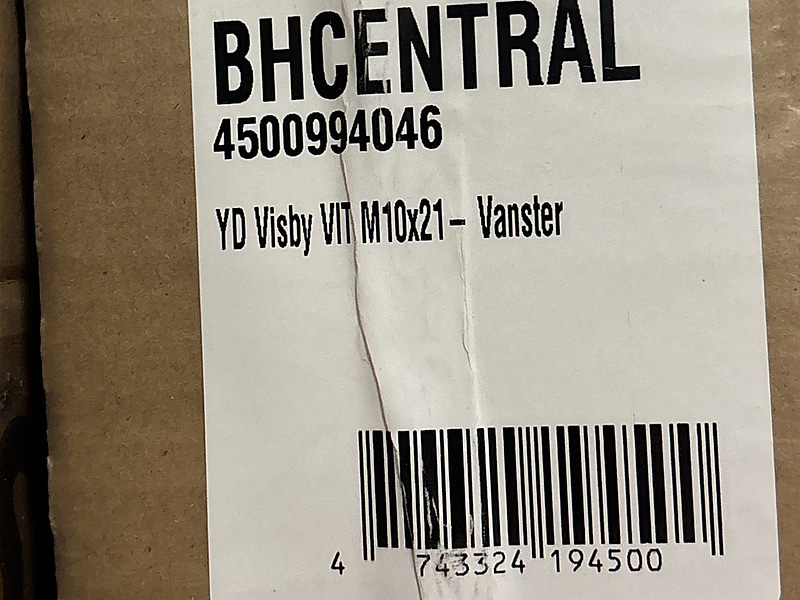 BHCENTRAL
4500994046
YD Visby VIT M10x21– Vanster
4 743324 194500